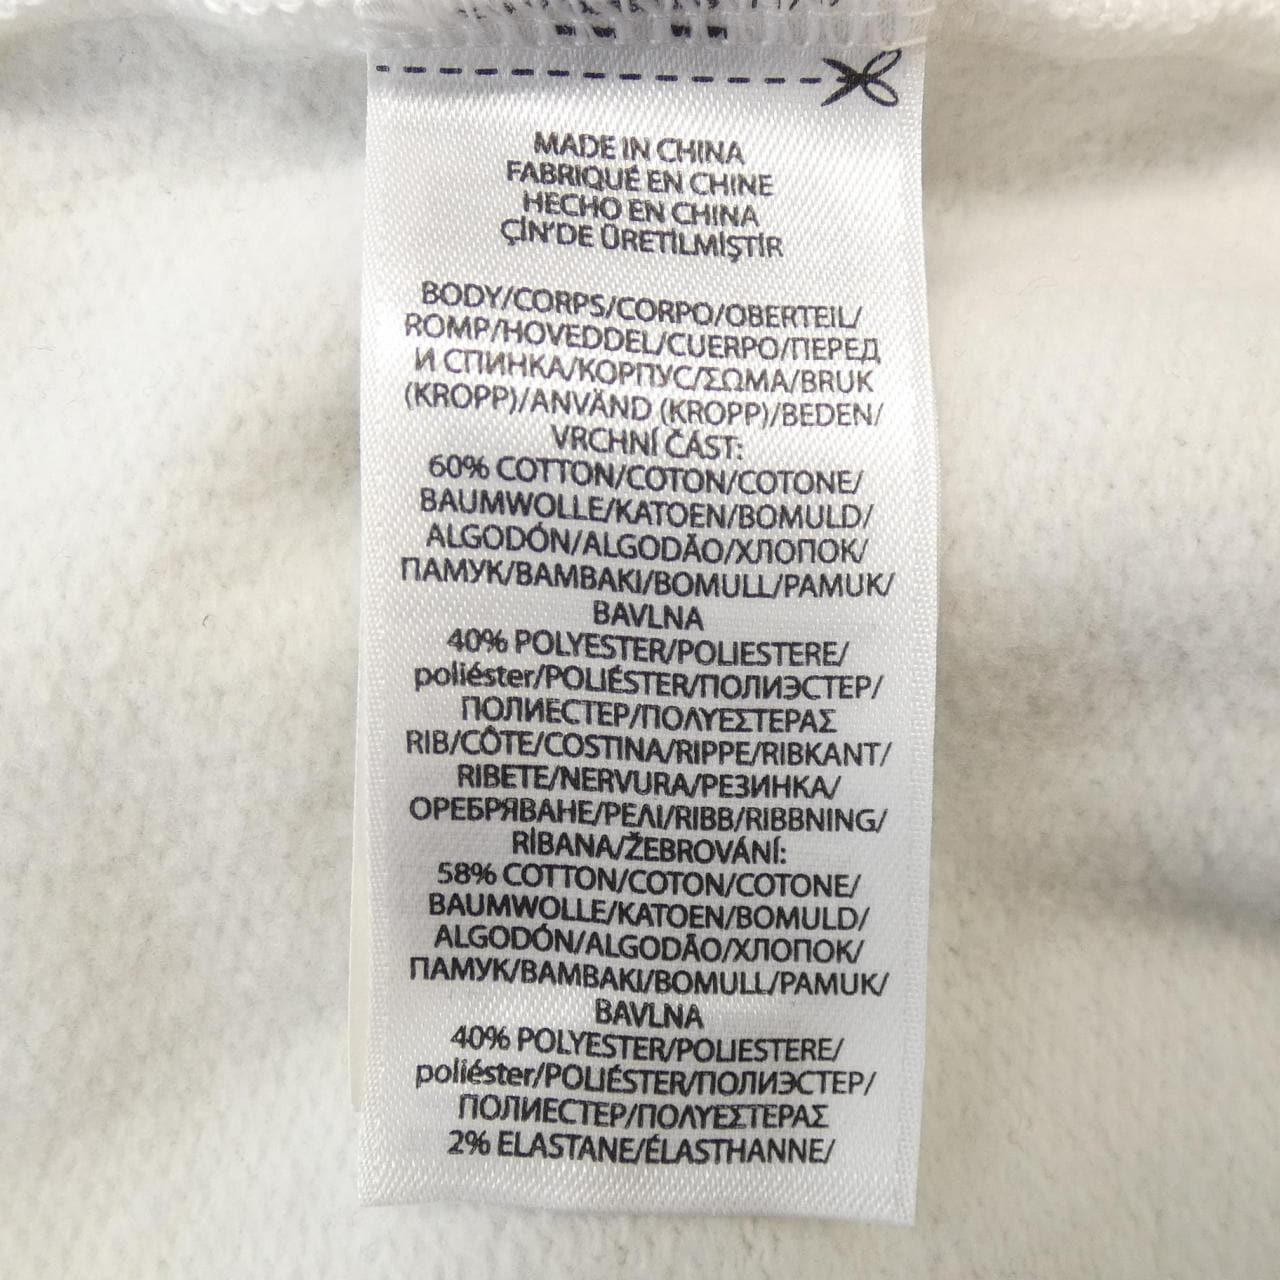 MADE IN CHINA
FABRIQUÉ EN CHINE
HECHO EN CHINA
ÇİN'DE ÜRETİLMİŞTİR
BODY/CORPS/CORPO/OBERTEIL/
ROMP/HOVEDDEL/CUERPO/ПЕРЕД
И СПИНКА/КОРПУС/ΣΩΜΑ/BRUK
(KROPP)/ANVÄND (KROPP)/BEDEN/
VRCHNÍ ČÁST:
60% COTTON/COTON/COTONE/
BAUMWOLLE/KATOEN/BOMULD/
ALGODÓN/ALGODÃO/ХЛОПОК/
ПАМУК/ΒΑΜΒΑΚΙ/BOMULL/PAMUK/
BAVLNA
40% POLYESTER/POLIESTERE/
poliéster/POLIÉSTER/ПОЛИЭСТЕР/
ПОЛИЕСТЕР/ΠΟΛΥΕΣΤΕΡΑΣ
RIB/CÔTE/COSTINA/RIPPE/RIBKANT/
RIBETE/NERVURA/РЕЗИНКА/
ОРЕБРЯВАНЕ/ΡΕΛΙ/RIBB/RIBBNING/
RİBANA/ŽEBROVÁNÍ:
58% COTTON/COTON/COTONE/
BAUMWOLLE/KATOEN/BOMULD/
ALGODÓN/ALGODÃO/ХЛОПОК/
ПАМУК/ΒΑΜΒΑΚΙ/BOMULL/PAMUK/
BAVLNA
40% POLYESTER/POLIESTERE/
poliéster/POLIÉSTER/ПОЛИЭСТЕР/
ПОЛИЕСТЕР/ΠΟΛΥΕΣΤΕΡΑΣ
2% ELASTANE/ÉLASTHANNE/